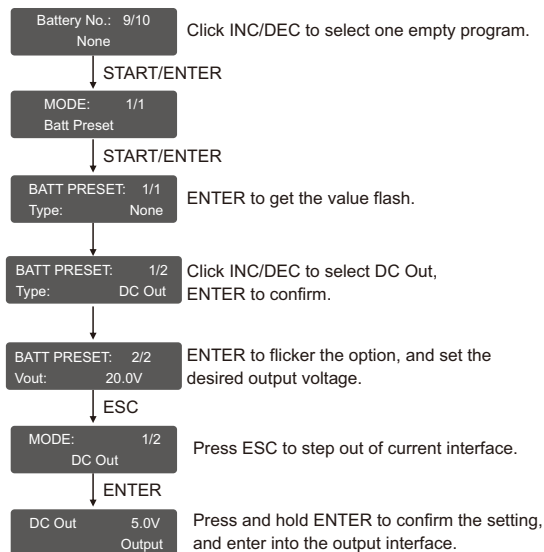 Battery No.: 9/10
None
Click INC/DEC to select one empty program.
START/ENTER
MODE: 1/1
Batt Preset
START/ENTER
BATT PRESET: 1/1
Type: None
ENTER to get the value flash.
BATT PRESET: 1/2
Type: DC Out
Click INC/DEC to select DC Out,
ENTER to confirm.
BATT PRESET: 2/2
Vout: 20.0V
ENTER to flicker the option, and set the
desired output voltage.
ESC
MODE: 1/2
DC Out
Press ESC to step out of current interface.
ENTER
DC Out 5.0V
Output
Press and hold ENTER to confirm the setting,
and enter into the output interface.